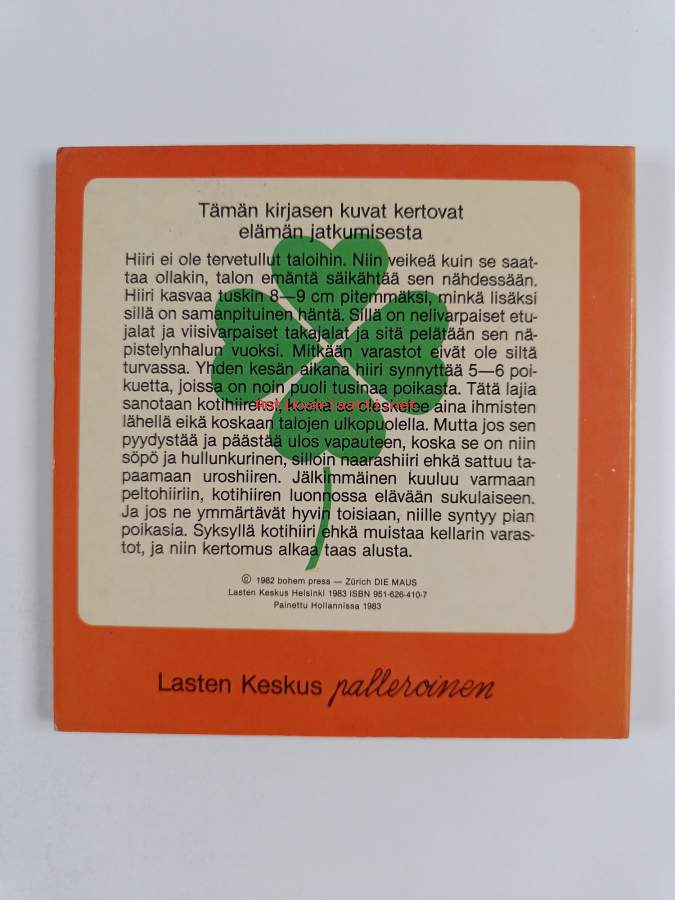 Tämän kirjasen kuvat kertovat
elämän jatkumisesta
Hiiri ei ole tervetullut taloihin. Niin veikeä kuin se saat-
taa ollakin, talon emäntä säikähtää sen nähdessään.
Hiiri kasvaa tuskin 8—9 cm pitemmäksi, minkä lisäksi
sillä on samanpituinen häntä. Sillä on nelivarpaiset etu-
jalat ja viisivarpaiset takajalat ja sitä pelätään sen nä-
pistelynhalun vuoksi. Mitkään varastot eivät ole siltä
turvassa. Yhden kesän aikana hiiri synnyttää 5—6 poi-
kuetta, joissa on noin puoli tusinaa poikasta. Tätä lajia
sanotaan kotihiireksi, koska se oleskelee aina ihmisten
lähellä eikä koskaan talojen ulkopuolella. Mutta jos sen
pyydystää ja päästää ulos vapauteen, koska se on niin
söpö ja hullunkurinen, silloin naarashiiri ehkä sattuu ta-
paamaan uroshiiren. Jälkimmäinen kuuluu varmaan
peltohiiriin, kotihiiren luonnossa elävään sukulaiseen.
Ja jos ne ymmärtävät hyvin toisiaan, niille syntyy pian
poikasia. Syksyllä kotihiiri ehkä muistaa kellarin varas-
tot, ja niin kertomus alkaa taas alusta.
© 1982 bohem press — Zürich DIE MAUS
Lasten Keskus Helsinki 1983 ISBN 951-626-410-7
Painettu Hollannissa 1983
Lasten Keskus palleroinen